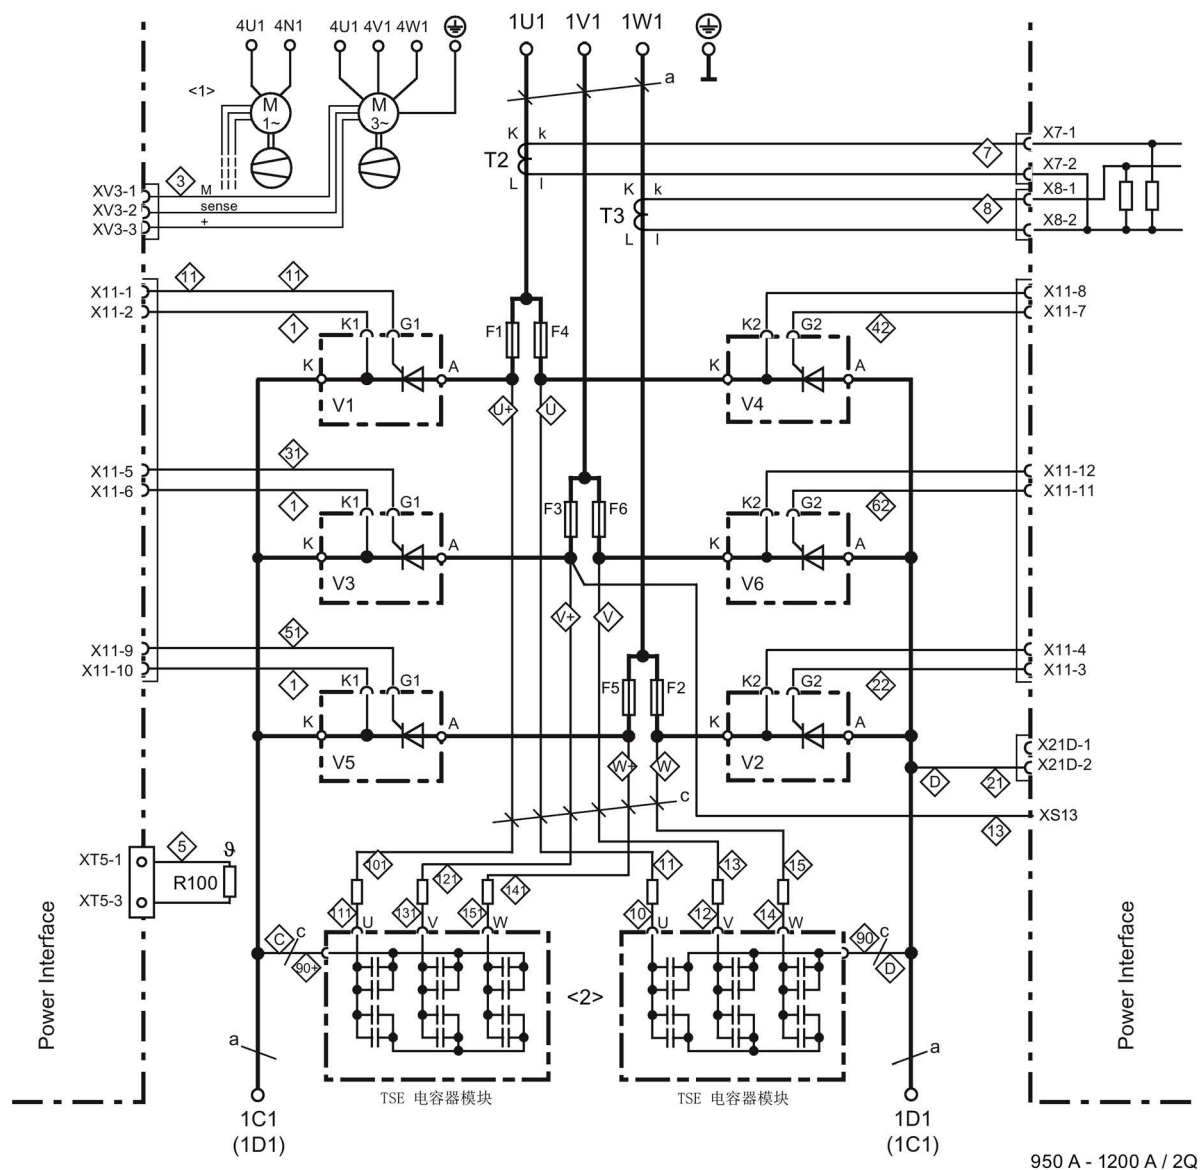 4U1 4N1 4U1 4V1 4W1 1U1 1V1 1W1
<1>
M
1~
M
3~
a
K k
T2
L l
K k
T3
L l
7
8
X7-1
X7-2
X8-1
X8-2
3
XV3-1
XV3-2
XV3-3
M
sense
+
X11-1
X11-2
11
11
1
K1 G1
K A
V1
F1 F4
U+ U
K2 G2
K A
V4
42
X11-8
X11-7
X11-5
X11-6
31
1
K1 G1
K A
V3
F3 F6
V+ V
K2 G2
K A
V6
62
X11-12
X11-11
X11-9
X11-10
51
1
K1 G1
K A
V5
F5 F2
W+ W
K2 G2
K A
V2
22
X11-4
X11-3
X21D-1
X21D-2
D 21
XS13
13
c
XT5-1
XT5-3
5
ϑ
R100
101 121 141
111 U 131 V 151 W
11 13 15
10 U 12 V 14 W
C c
90+
90 c
D
<2>
a
a
TSE 电容器模块
TSE 电容器模块
Power Interface
Power Interface
1C1
(1D1)
1D1
(1C1)
950 A - 1200 A / 2Q